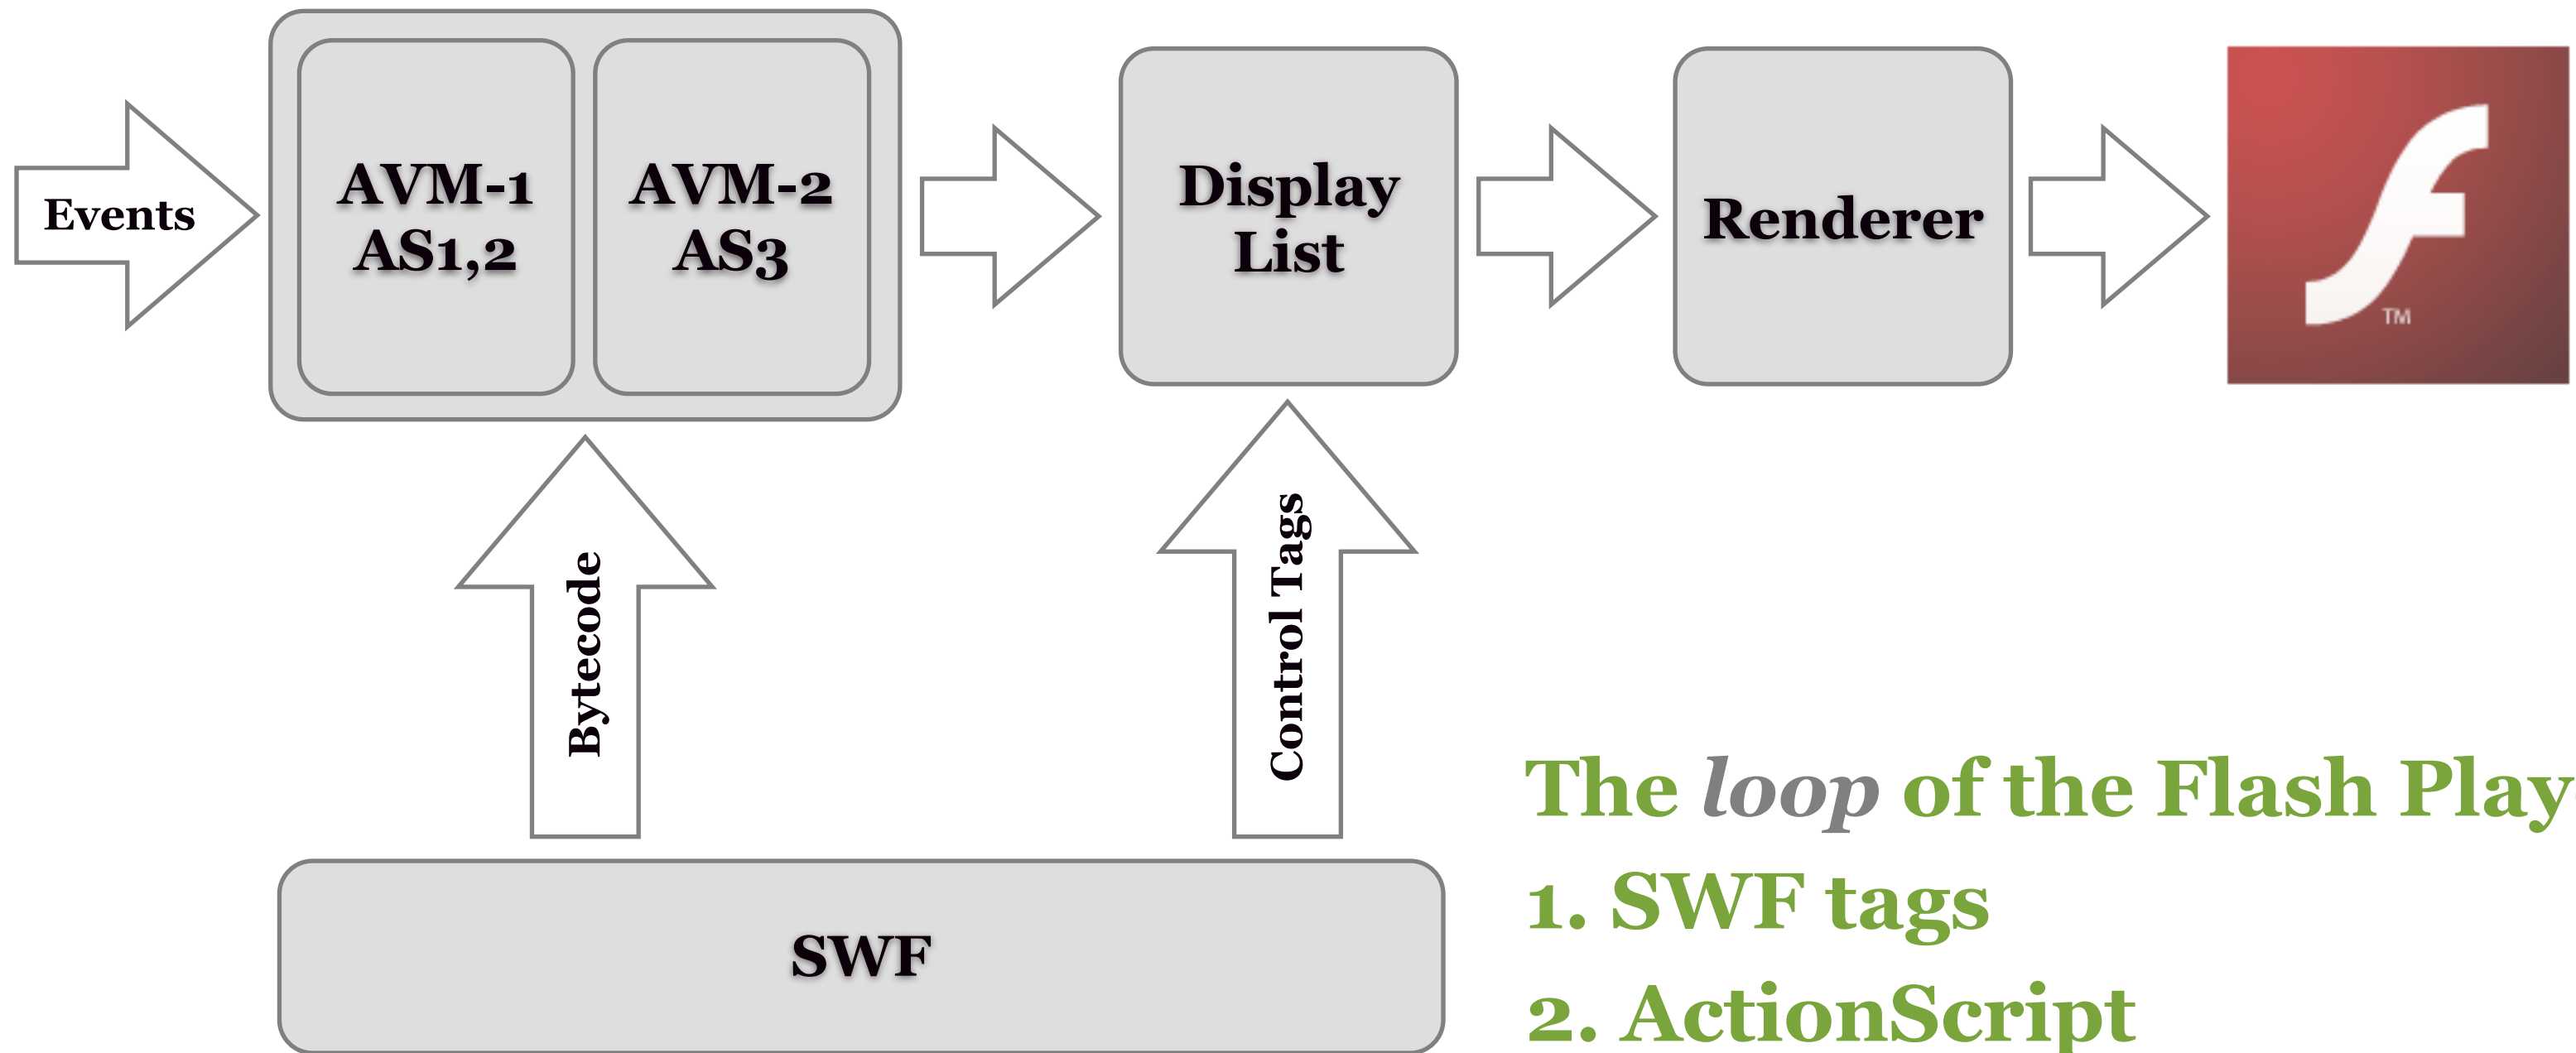 Events
AVM-1
AS1,2
AVM-2
AS3
Display
List
Renderer
TM
Bytecode
Control Tags
SWF
The loop of the Flash Play
1. SWF tags
2. ActionScript